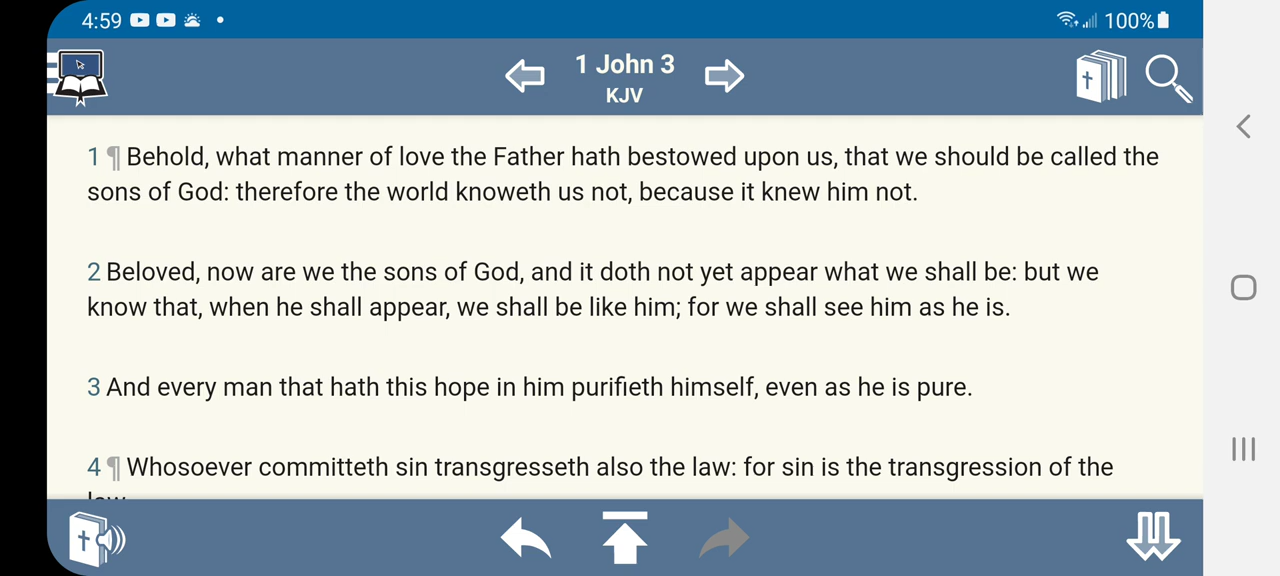 4:59
100%
1 John 3
KJV
1 ¶ Behold, what manner of love the Father hath bestowed upon us, that we should be called the
sons of God: therefore the world knoweth us not, because it knew him not.
2 Beloved, now are we the sons of God, and it doth not yet appear what we shall be: but we
know that, when he shall appear, we shall be like him; for we shall see him as he is.
3 And every man that hath this hope in him purifieth himself, even as he is pure.
4 ¶ Whosoever committeth sin transgresseth also the law: for sin is the transgression of the
law